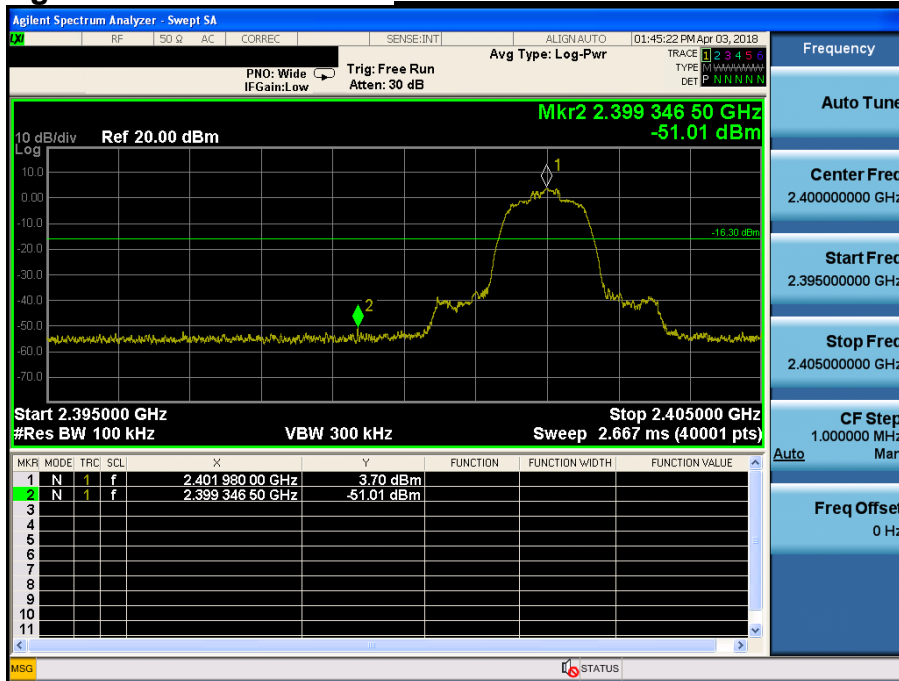 Agilent Spectrum Analyzer - Swept SA
LXI RF 50 Ω AC CORREC SENSE:INT ALIGN AUTO 01:45:22 PM Apr 03, 2018
PNO: Wide
IFGain:Low
Trig: Free Run
Atten: 30 dB
Avg Type: Log-Pwr
TRACE 1 2 3 4 5 6
TYPE M WWWWW
DET P N N N N N
Mkr2 2.399 346 50 GHz
-51.01 dBm
10 dB/div Ref 20.00 dBm
Log
10.0
0.00
-10.0
-20.0
-30.0
-40.0
-50.0
-60.0
-70.0
1
2
-16.30 dBm
Start 2.395000 GHz Stop 2.405000 GHz
#Res BW 100 kHz VBW 300 kHz Sweep 2.667 ms (40001 pts)
MKR MODE TRC SCL X Y FUNCTION FUNCTION WIDTH FUNCTION VALUE
1 N 1 f 2.401 980 00 GHz 3.70 dBm
2 N 1 f 2.399 346 50 GHz -51.01 dBm
3
4
5
6
7
8
9
10
11
MSG STATUS
Frequency
Auto Tune
Center Freq
2.400000000 GHz
Start Freq
2.395000000 GHz
Stop Freq
2.405000000 GHz
CF Step
1.000000 MHz
Auto Man
Freq Offset
0 Hz